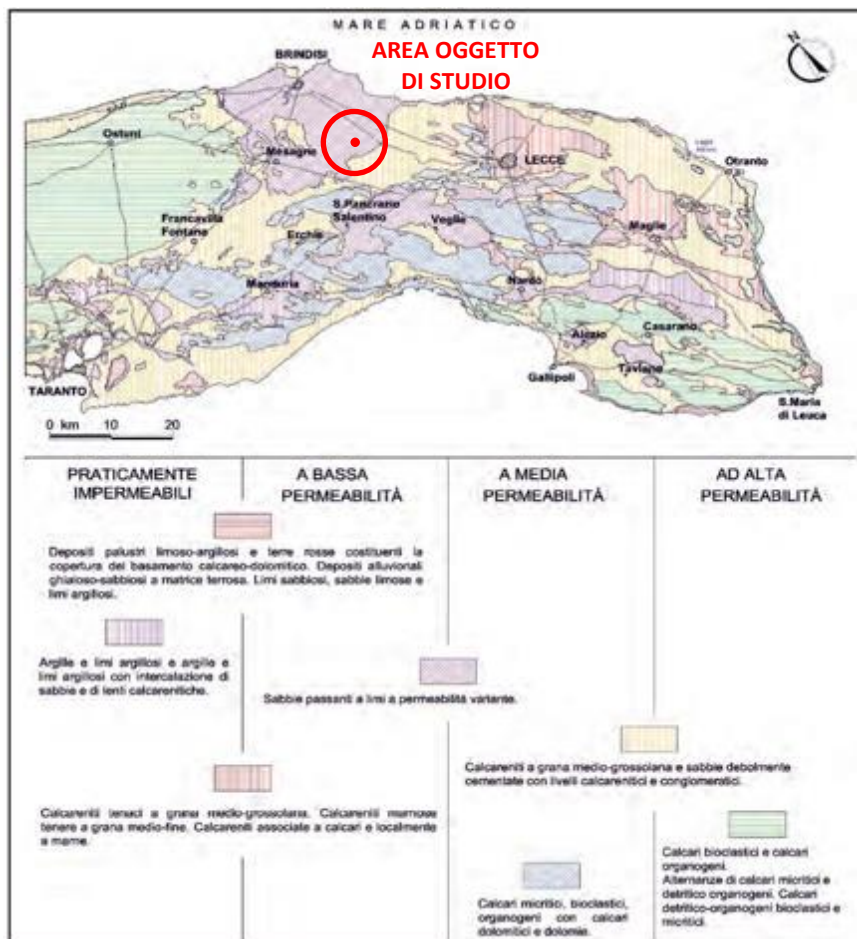 MARE ADRIATICO
AREA OGGETTO
DI STUDIO
BRINDISI
N
Ostuni
Mesagne
LECCE
Otranto
S.Pancrazio
Salentino
Veglie
Francavilla
Fontana
Erchie
Maglie
Manduria
Nardo
Casarano
Alezio
Taviano
Gallipoli
TARANTO
S.Maria
di Leuca
0 km 10 20
PRATICAMENTE
IMPERMEABILI
A BASSA
PERMEABILITÀ
A MEDIA
PERMEABILITÀ
AD ALTA
PERMEABILITÀ
Depositi palustri limoso-argillosi e terre rosse costituenti la
copertura del basamento calcareo-dolomitico. Depositi alluvionali
ghiaioso-sabbiosi a matrice terrosa. Limi sabbiosi, sabbie limose e
limi argillosi.
Argille e limi argillosi e argille e
limi argillosi con intercalazione di
sabbie e di lenti calcarenitiche.
Sabbie passanti a limi a permeabilità variante.
Calcareniti a grana medio-grossolana e sabbie debolmente
cementate con livelli calcarenitici e conglomeratici.
Calcareniti tenaci a grana medio-grossolana. Calcareniti marnose
tenere a grana medio-fine. Calcareniti associate a calcari e localmente
a marne.
Calcari bioclastici e calcari
organogeni.
Alternanze di calcari micritici e
detritico organogeni. Calcari
detritico-organogeni bioclastici e
micritici.
Calcari micritici, bioclastici,
organogeni con calcari
dolomitici e dolomie.